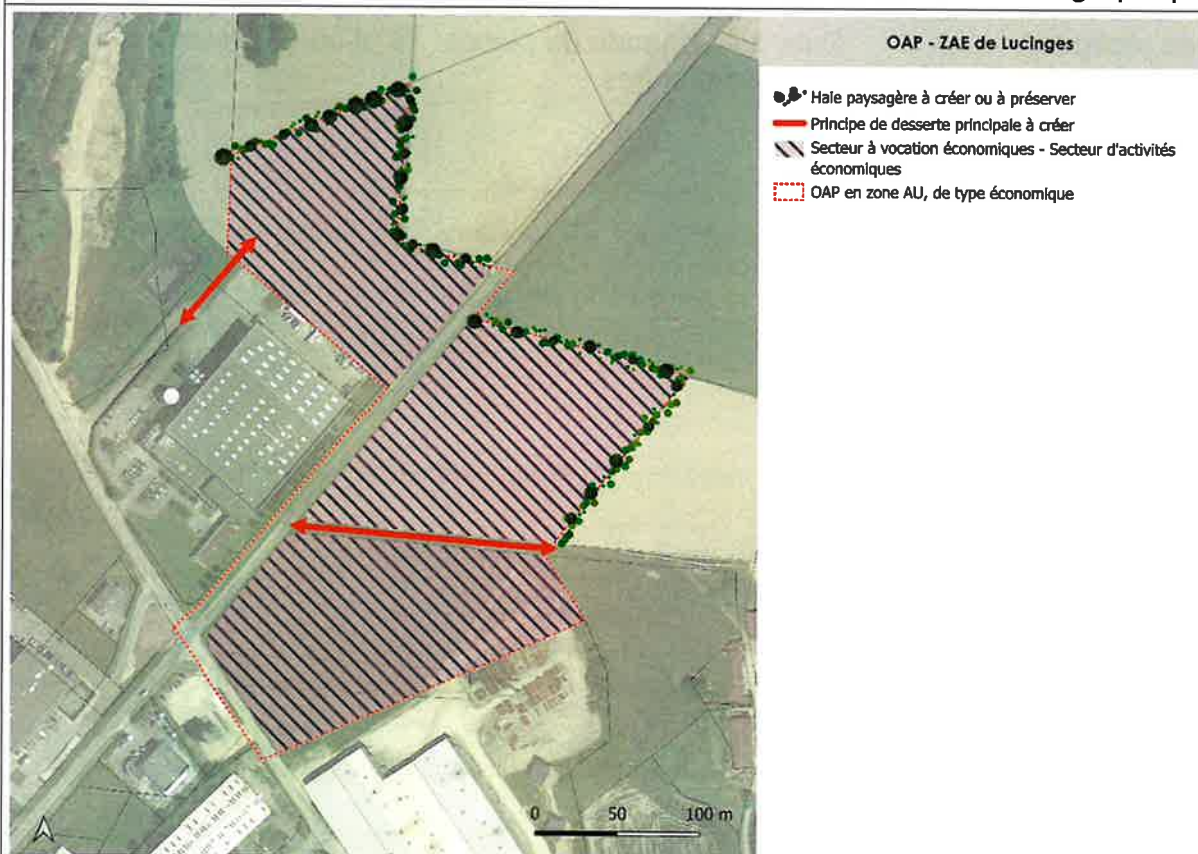 OAP - ZAE de Lucinges
Haie paysagère à créer ou à préserver
Principe de desserte principale à créer
Secteur à vocation économiques - Secteur d'activités
économiques
OAP en zone AU, de type économique
0 50 100 m